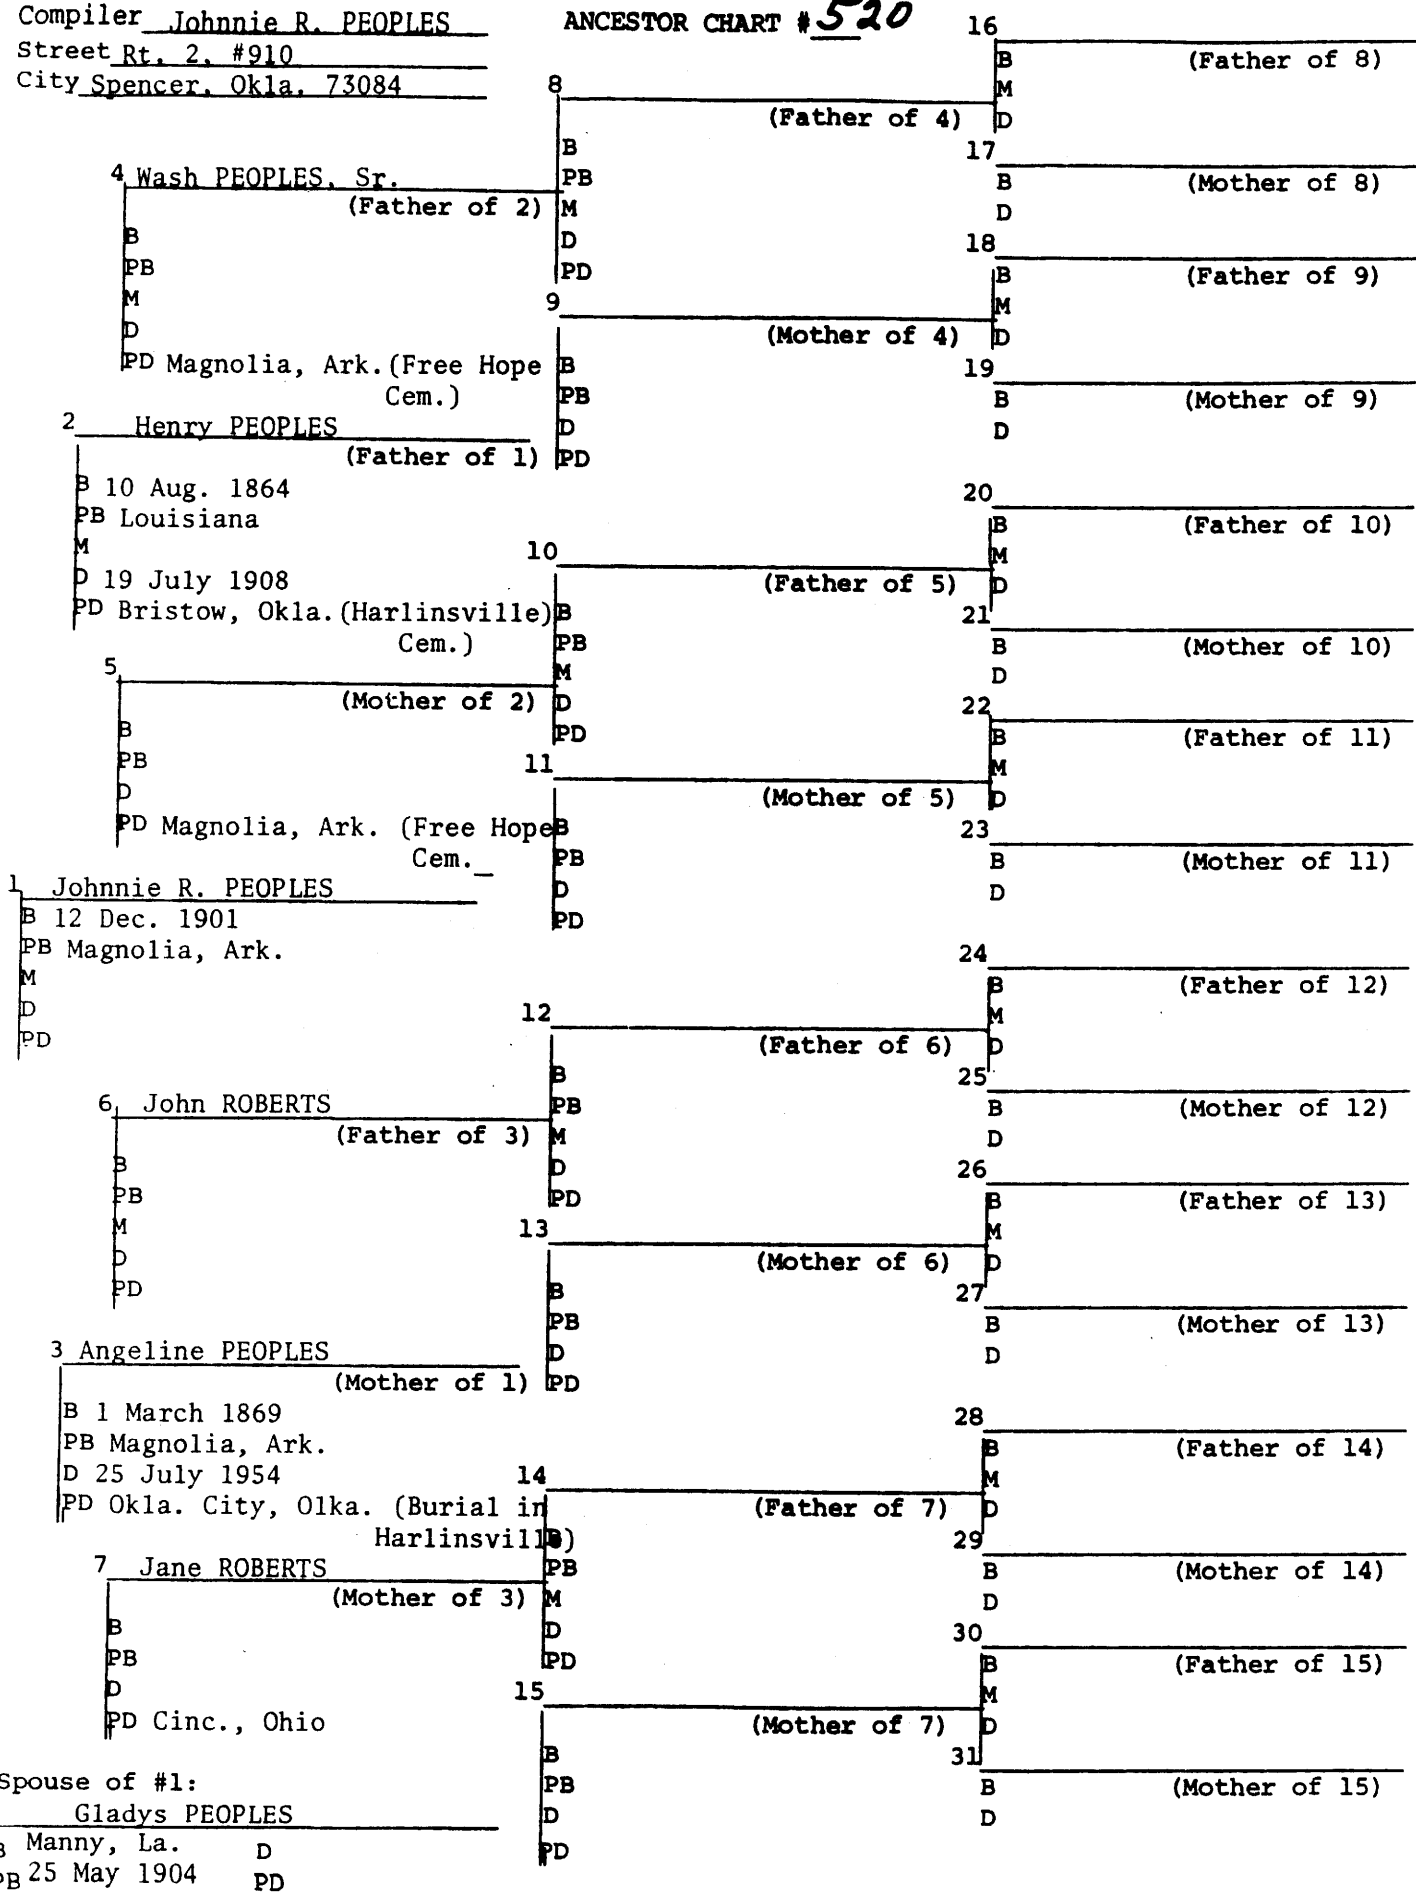 Compiler Johnnie R. PEOPLES
Street Rt. 2, #910
City Spencer, Okla. 73084
ANCESTOR CHART #520
4 Wash PEOPLES, Sr.
(Father of 2)
B
PB
M
D
PD Magnolia, Ark.(Free Hope
Cem.)
2 Henry PEOPLES
(Father of 1)
B 10 Aug. 1864
PB Louisiana
M
D 19 July 1908
PD Bristow, Okla.(Harlinsville)
Cem.)
5
(Mother of 2)
B
PB
D
PD Magnolia, Ark. (Free Hope
Cem._
1 Johnnie R. PEOPLES
B 12 Dec. 1901
PB Magnolia, Ark.
M
D
PD
6 John ROBERTS
(Father of 3)
B
PB
M
D
PD
3 Angeline PEOPLES
(Mother of 1)
B 1 March 1869
PB Magnolia, Ark.
D 25 July 1954
PD Okla. City, Olka. (Burial in
Harlinsville)
7 Jane ROBERTS
(Mother of 3)
B
PB
D
PD Cinc., Ohio
Spouse of #1:
Gladys PEOPLES
B Manny, La. D
PB 25 May 1904 PD
8
(Father of 4)
B
PB
M
D
PD
9
(Mother of 4)
B
PB
D
PD
10
(Father of 5)
B
PB
M
D
PD
11
(Mother of 5)
B
PB
D
PD
12
(Father of 6)
B
PB
M
D
PD
13
(Mother of 6)
B
PB
D
PD
14
(Father of 7)
B
PB
M
D
PD
15
(Mother of 7)
B
PB
D
PD
16
(Father of 8)
B
M
D
17
(Mother of 8)
B
D
18
(Father of 9)
B
M
D
19
(Mother of 9)
B
D
20
(Father of 10)
B
M
D
21
(Mother of 10)
B
D
22
(Father of 11)
B
M
D
23
(Mother of 11)
B
D
24
(Father of 12)
B
M
D
25
(Mother of 12)
B
D
26
(Father of 13)
B
M
D
27
(Mother of 13)
B
D
28
(Father of 14)
B
M
D
29
(Mother of 14)
B
D
30
(Father of 15)
B
M
D
31
(Mother of 15)
B
D